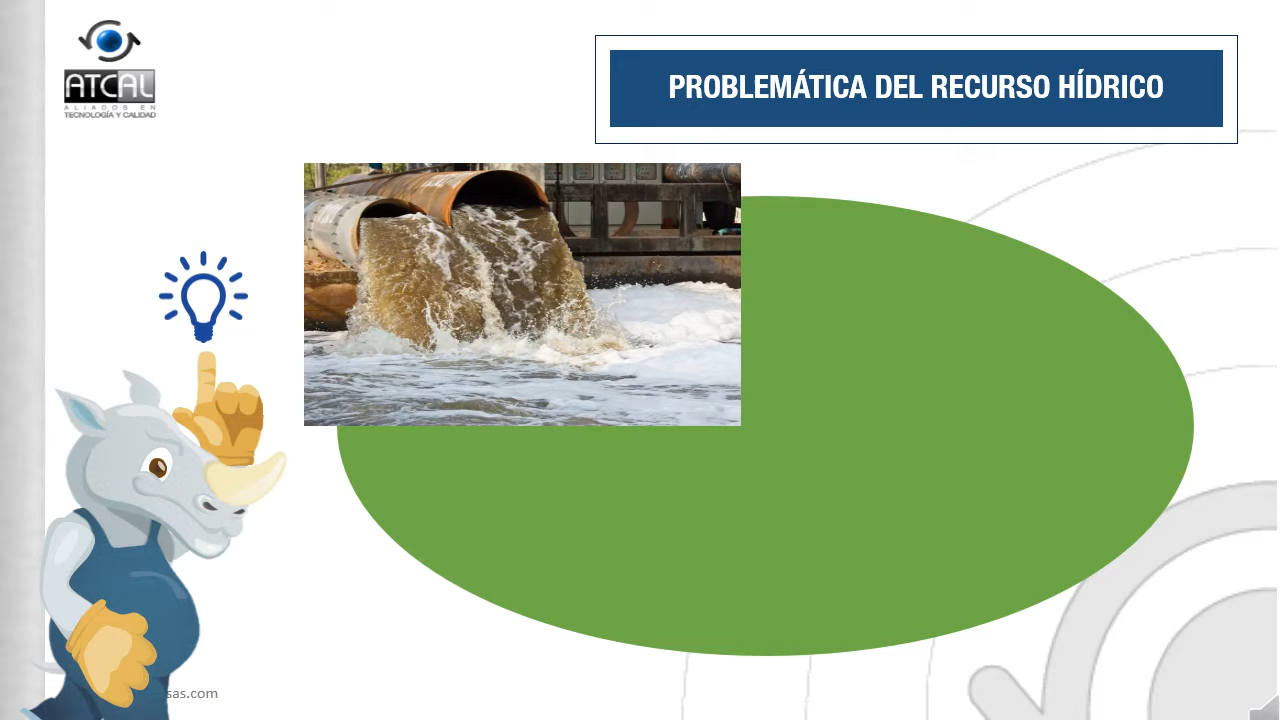 ATCAL
ALIADOS EN
TECNOLOGÍA Y CALIDAD
PROBLEMÁTICA DEL RECURSO HÍDRICO
sas.com